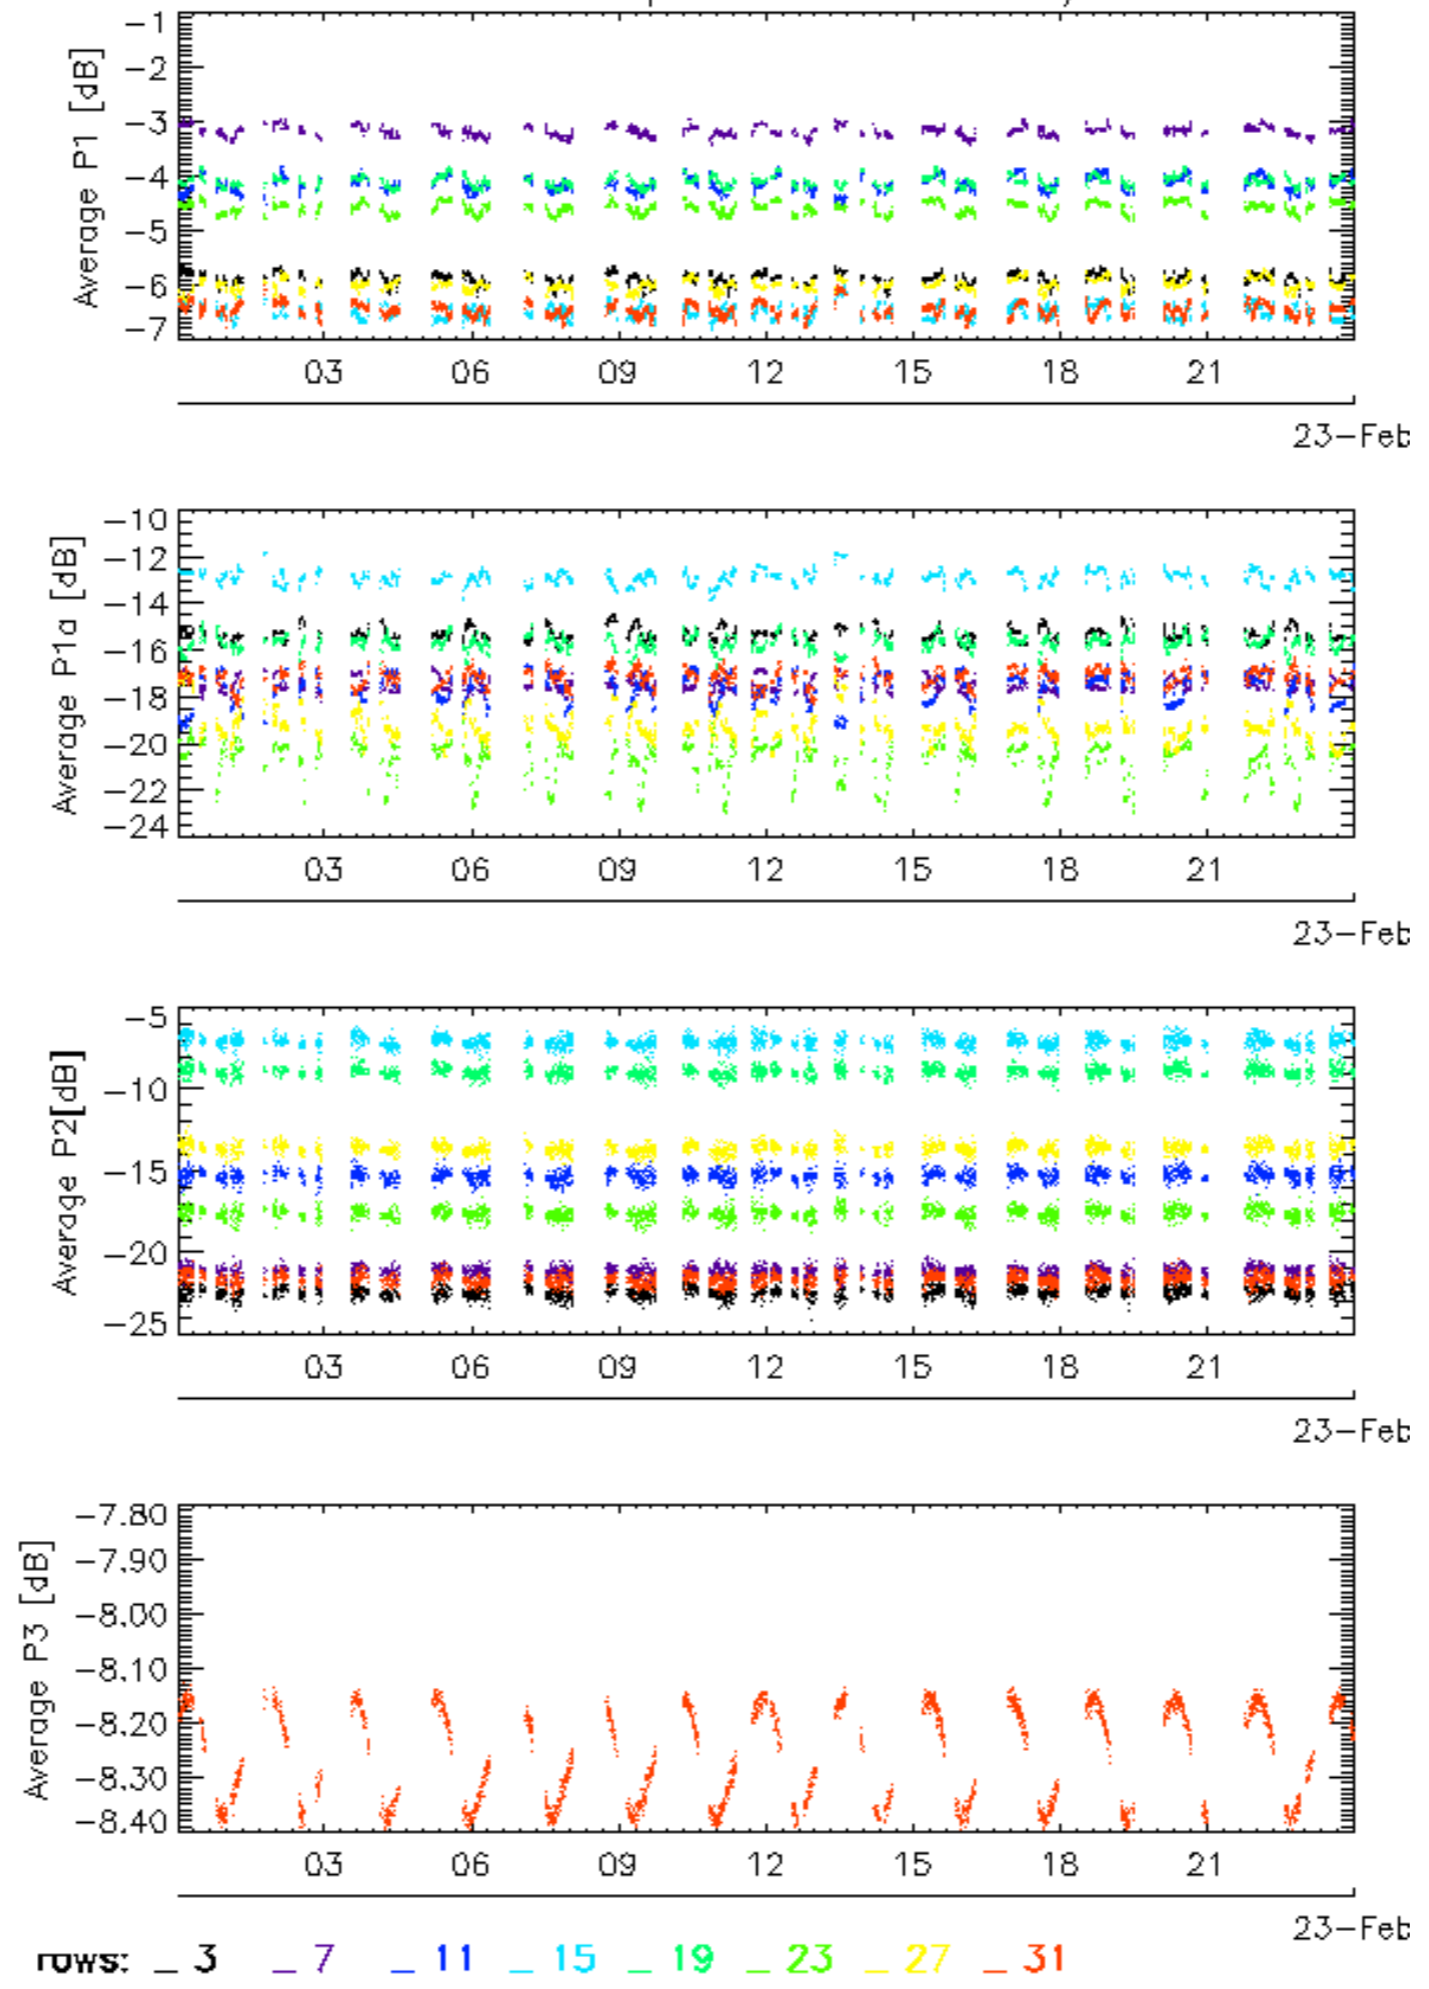 Average P1 [dB]
-1
-2
-3
-4
-5
-6
-7
03 06 09 12 15 18 21
23-Feb
Average P1a [dB]
-10
-12
-14
-16
-18
-20
-22
-24
03 06 09 12 15 18 21
23-Feb
Average P2[dB]
-5
-10
-15
-20
-25
03 06 09 12 15 18 21
23-Feb
Average P3 [dB]
-7.80
-7.90
-8.00
-8.10
-8.20
-8.30
-8.40
03 06 09 12 15 18 21
23-Feb
rows: _ 3 _ 7 _ 11 _ 15 _ 19 _ 23 _ 27 _ 31